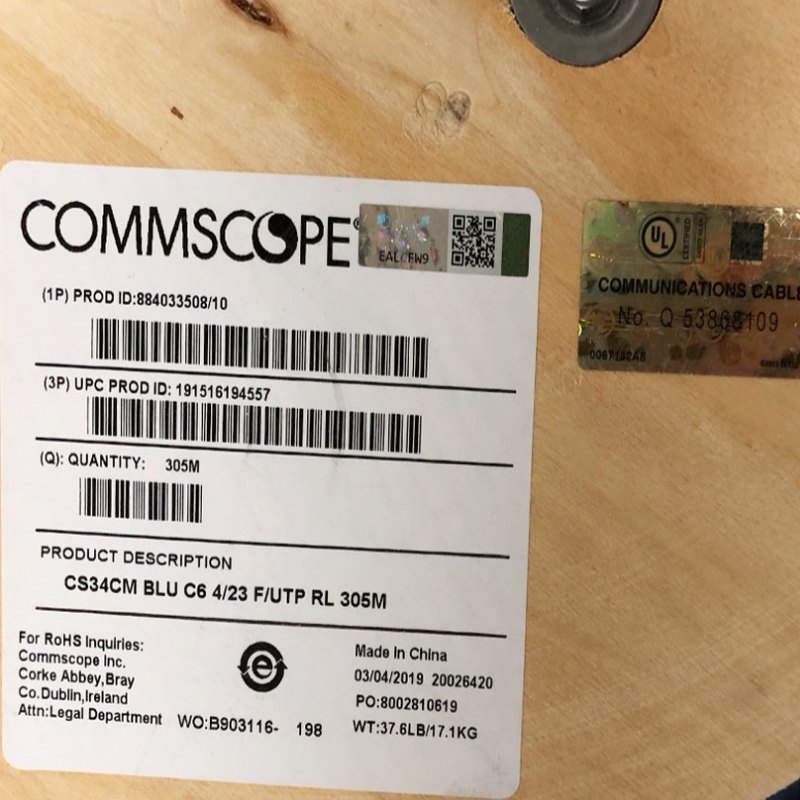 COMMSCOPE®
EALCFW9
(1P) PROD ID:884033508/10
(3P) UPC PROD ID: 191516194557
(Q): QUANTITY: 305M
PRODUCT DESCRIPTION
CS34CM BLU C6 4/23 F/UTP RL 305M
For RoHS Inquiries:
Commscope Inc.
Corke Abbey,Bray
Co.Dublin,Ireland
Attn:Legal Department
WO:B903116- 198
e
Made In China
03/04/2019 20026420
PO:8002810619
WT:37.6LB/17.1KG
UL ®
CERTIFIED
COMMUNICATIONS CABLE
No. Q